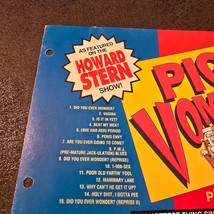 AS FEATURED
ON THE
HOWARD
STERN
SHOW!
1. DID YOU EVER WONDER?
2. VAGINA
3. IS IT IN YET?
4. BEAT MY MEAT
5. (SHE HAD HER) PERIOD
6. PENIS ENVY
7. ARE YOU EVER GOING TO COME?
8. P.M.J.
(PRE-MATURE JACK-ULATION) BLUES
9. DID YOU EVER WONDER? (REPRISE)
10. 1-900-SEX
11. POOR OLD FARTIN' FOOL
12. MAMMARY LANE
13. WHY CAN'T HE GET IT UP?
14. HOLY SHIT, I GOTTA PEE
15. DID YOU EVER WONDER? (REPRISE II)